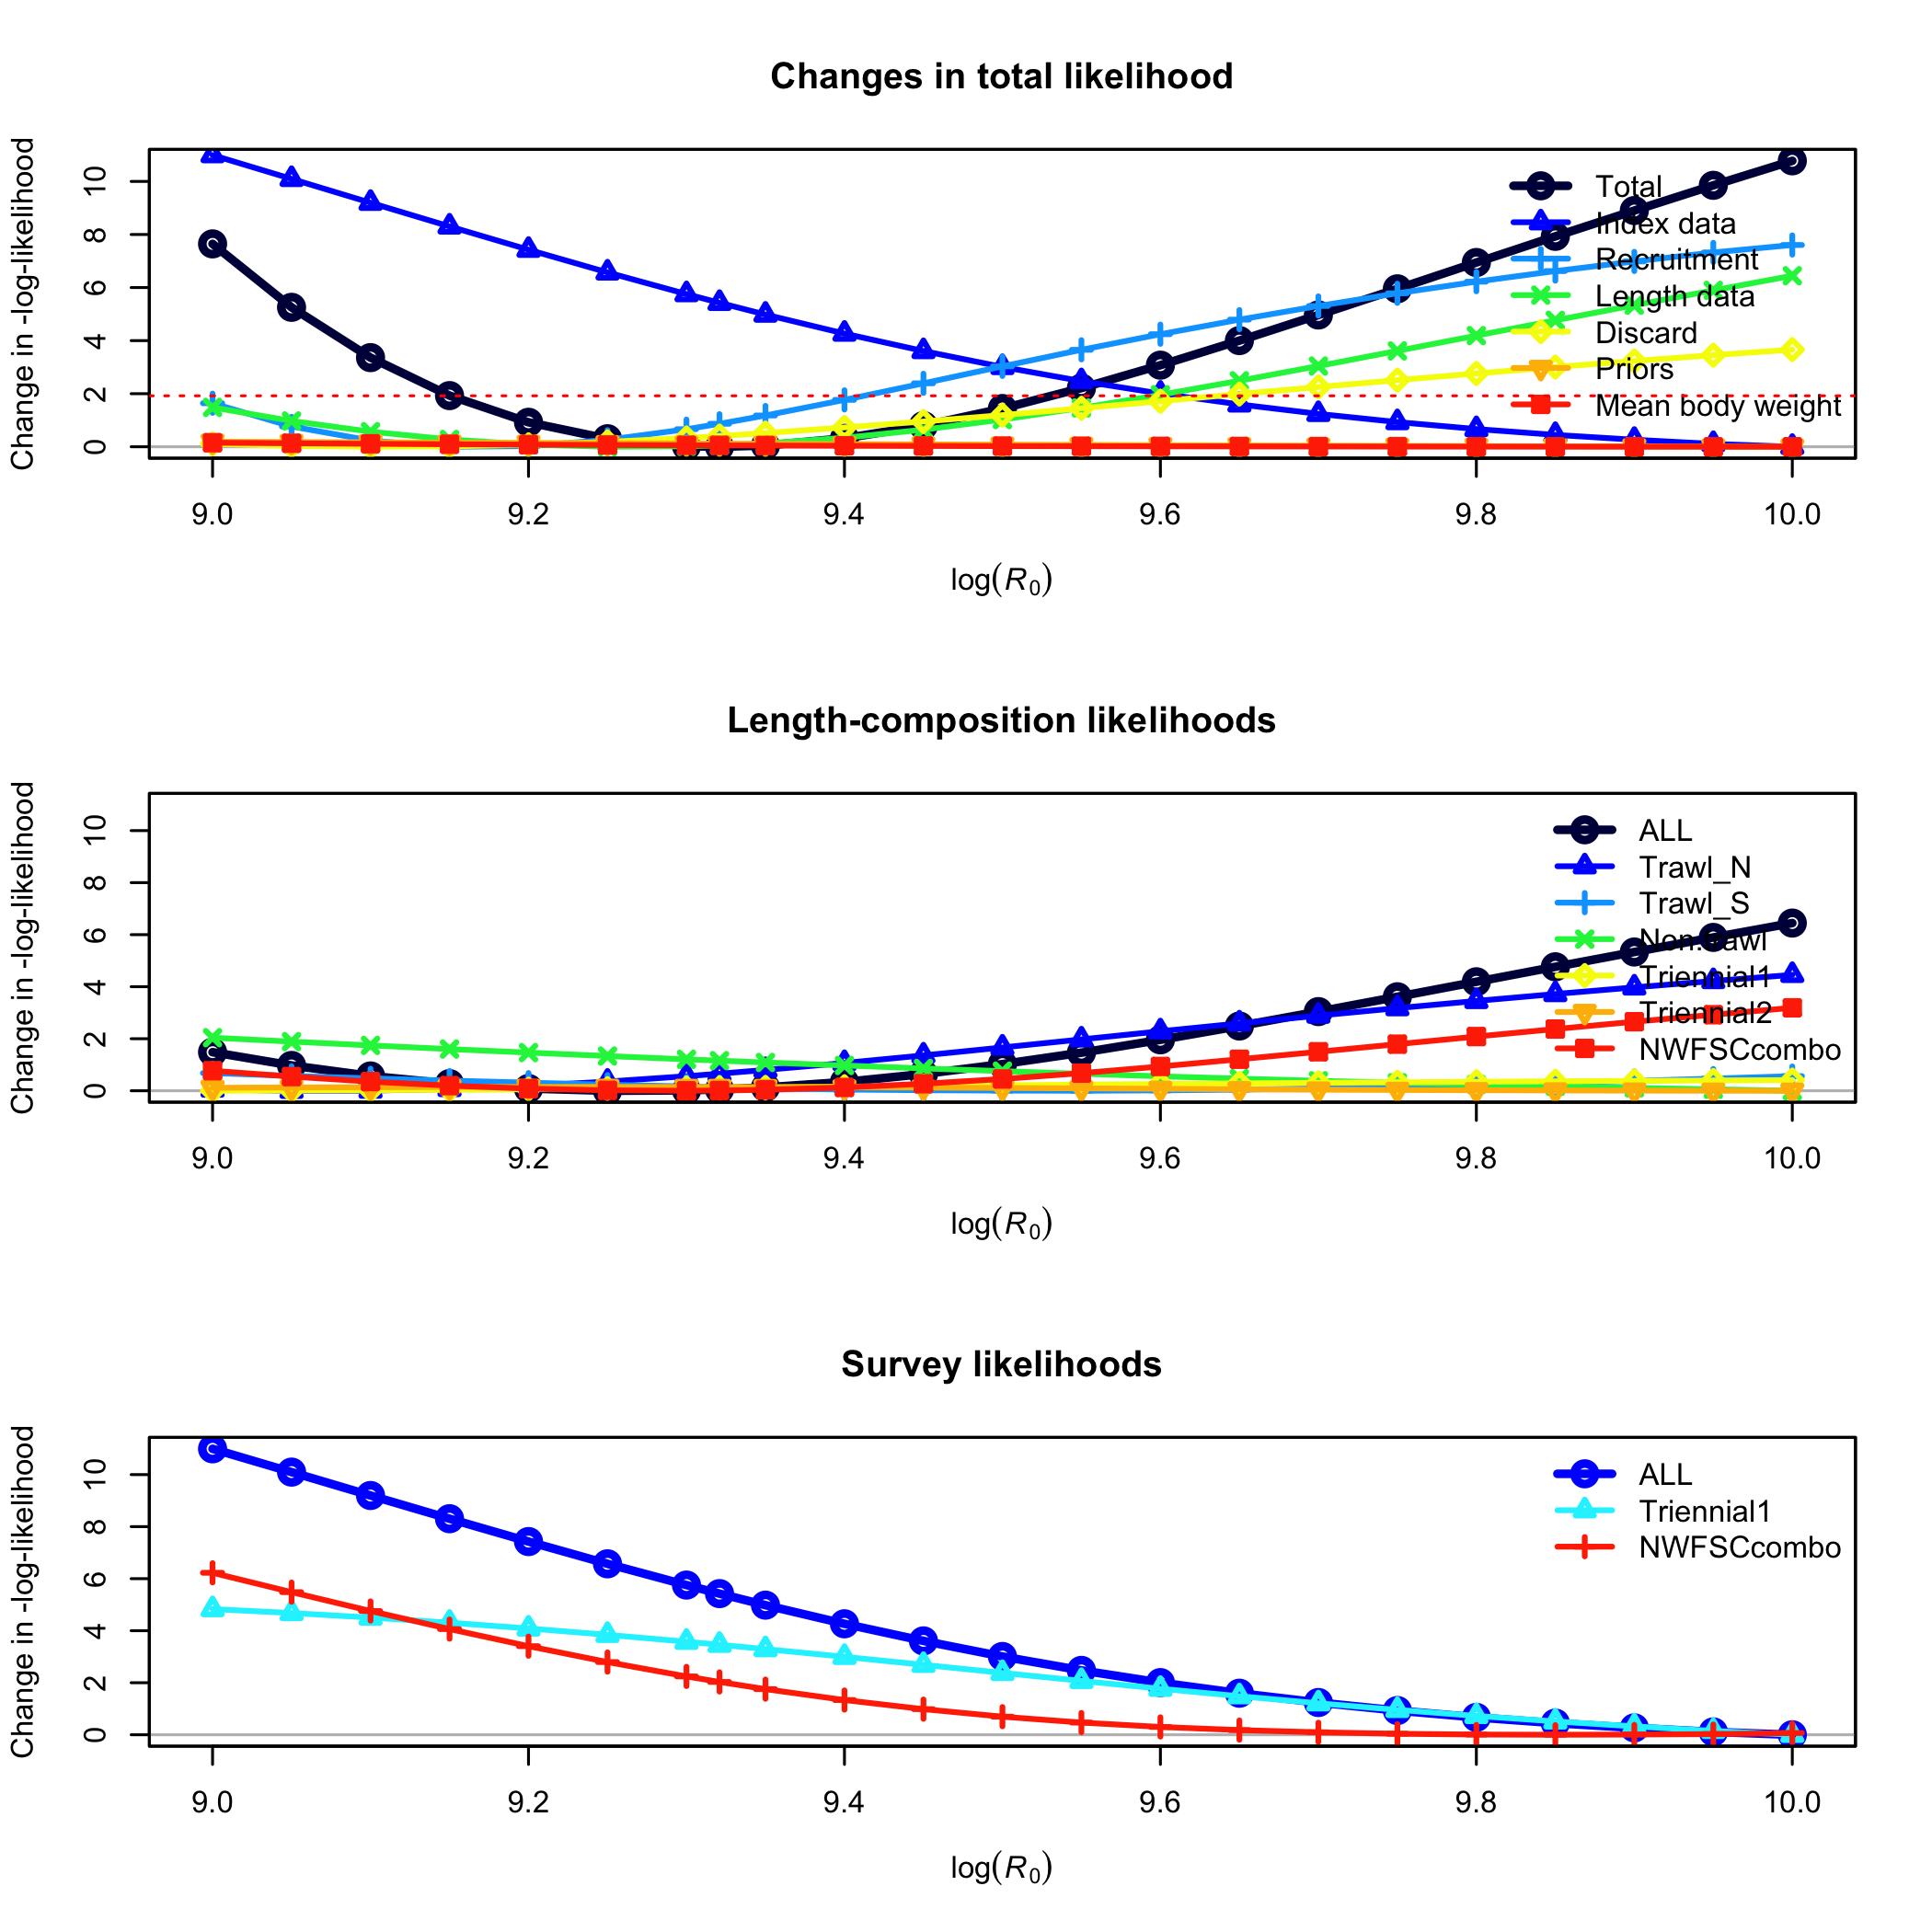 Changes in total likelihood
Change in -log-likelihood
0 2 4 6 8 10
Total
Index data
Recruitment
Length data
Discard
Priors
Mean body weight
9.0 9.2 9.4 9.6 9.8 10.0
log(R0)
Length-composition likelihoods
Change in -log-likelihood
0 2 4 6 8 10
ALL
Trawl_N
Trawl_S
Non.trawl
Triennial1
Triennial2
NWFSCcombo
9.0 9.2 9.4 9.6 9.8 10.0
log(R0)
Survey likelihoods
Change in -log-likelihood
0 2 4 6 8 10
ALL
Triennial1
NWFSCcombo
9.0 9.2 9.4 9.6 9.8 10.0
log(R0)